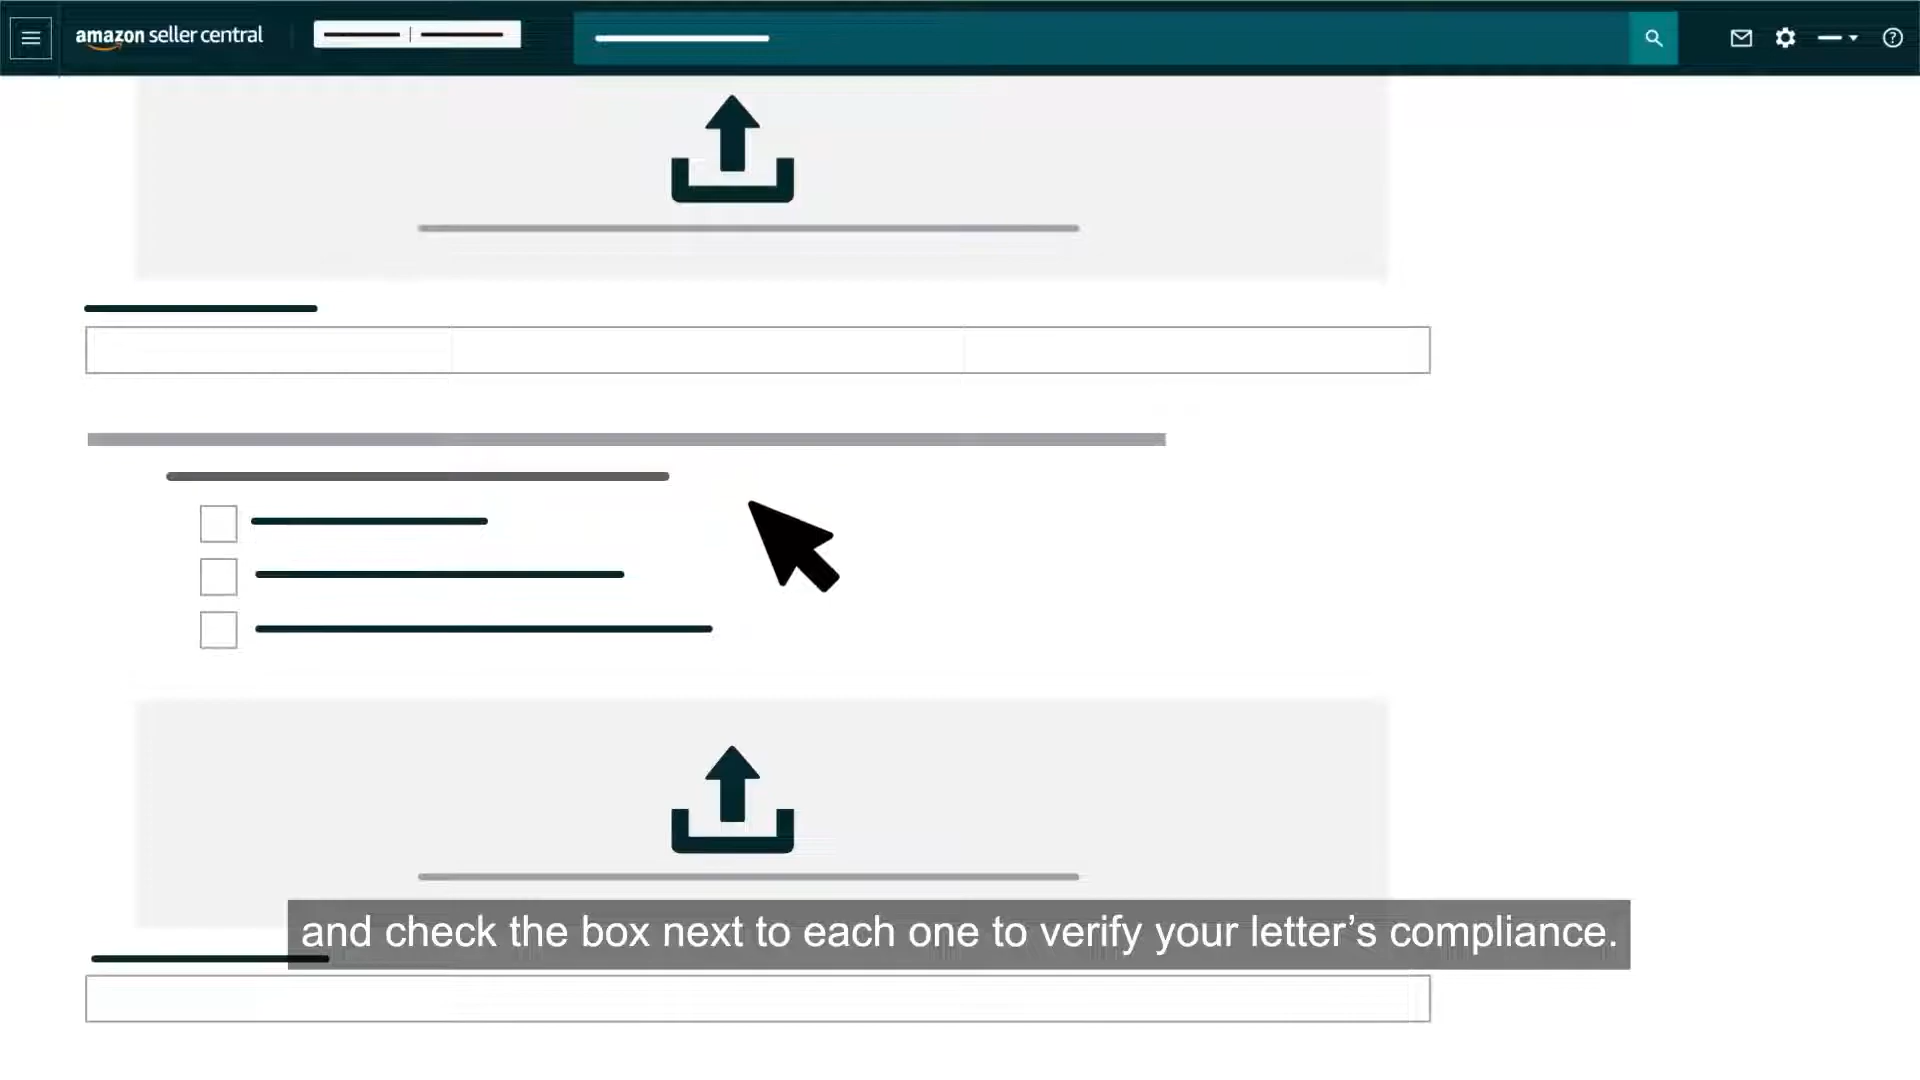 amazon seller central
and check the box next to each one to verify your letter’s compliance.